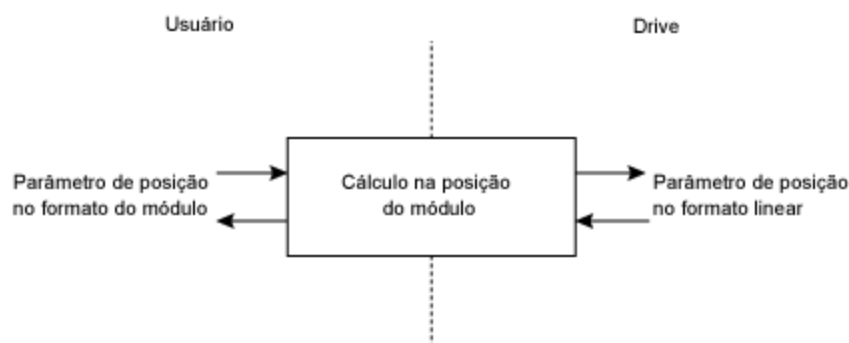 Usuário
Drive
Parâmetro de posição
no formato do módulo
Cálculo na posição
do módulo
Parâmetro de posição
no formato linear